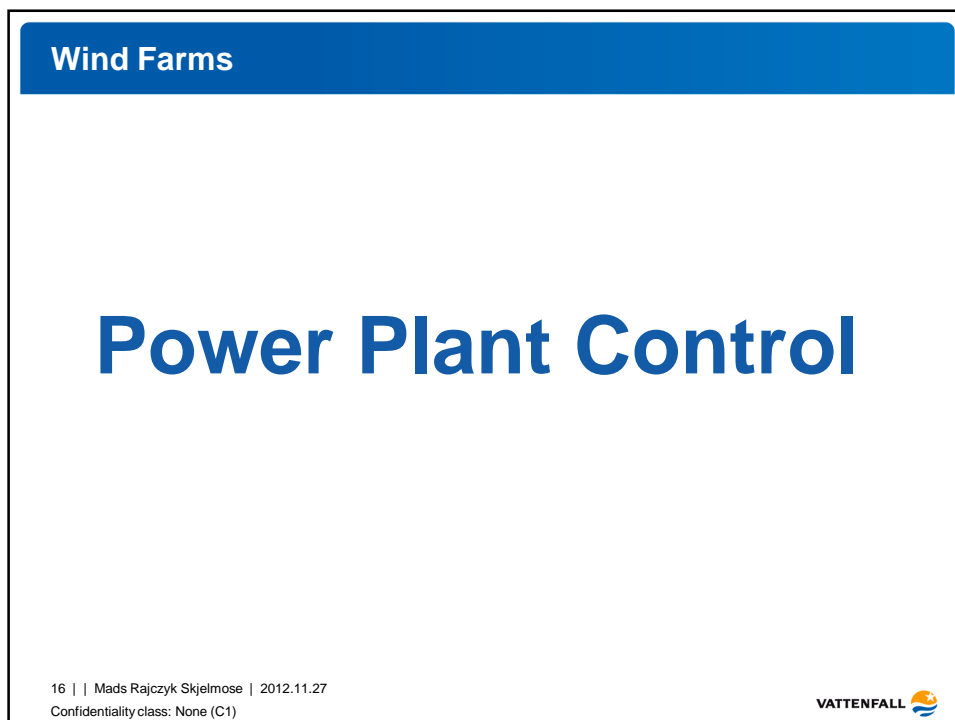 Wind Farms
Power Plant Control
16 | | Mads Rajczyk Skjelmose | 2012.11.27
Confidentiality class: None (C1)
VATTENFALL